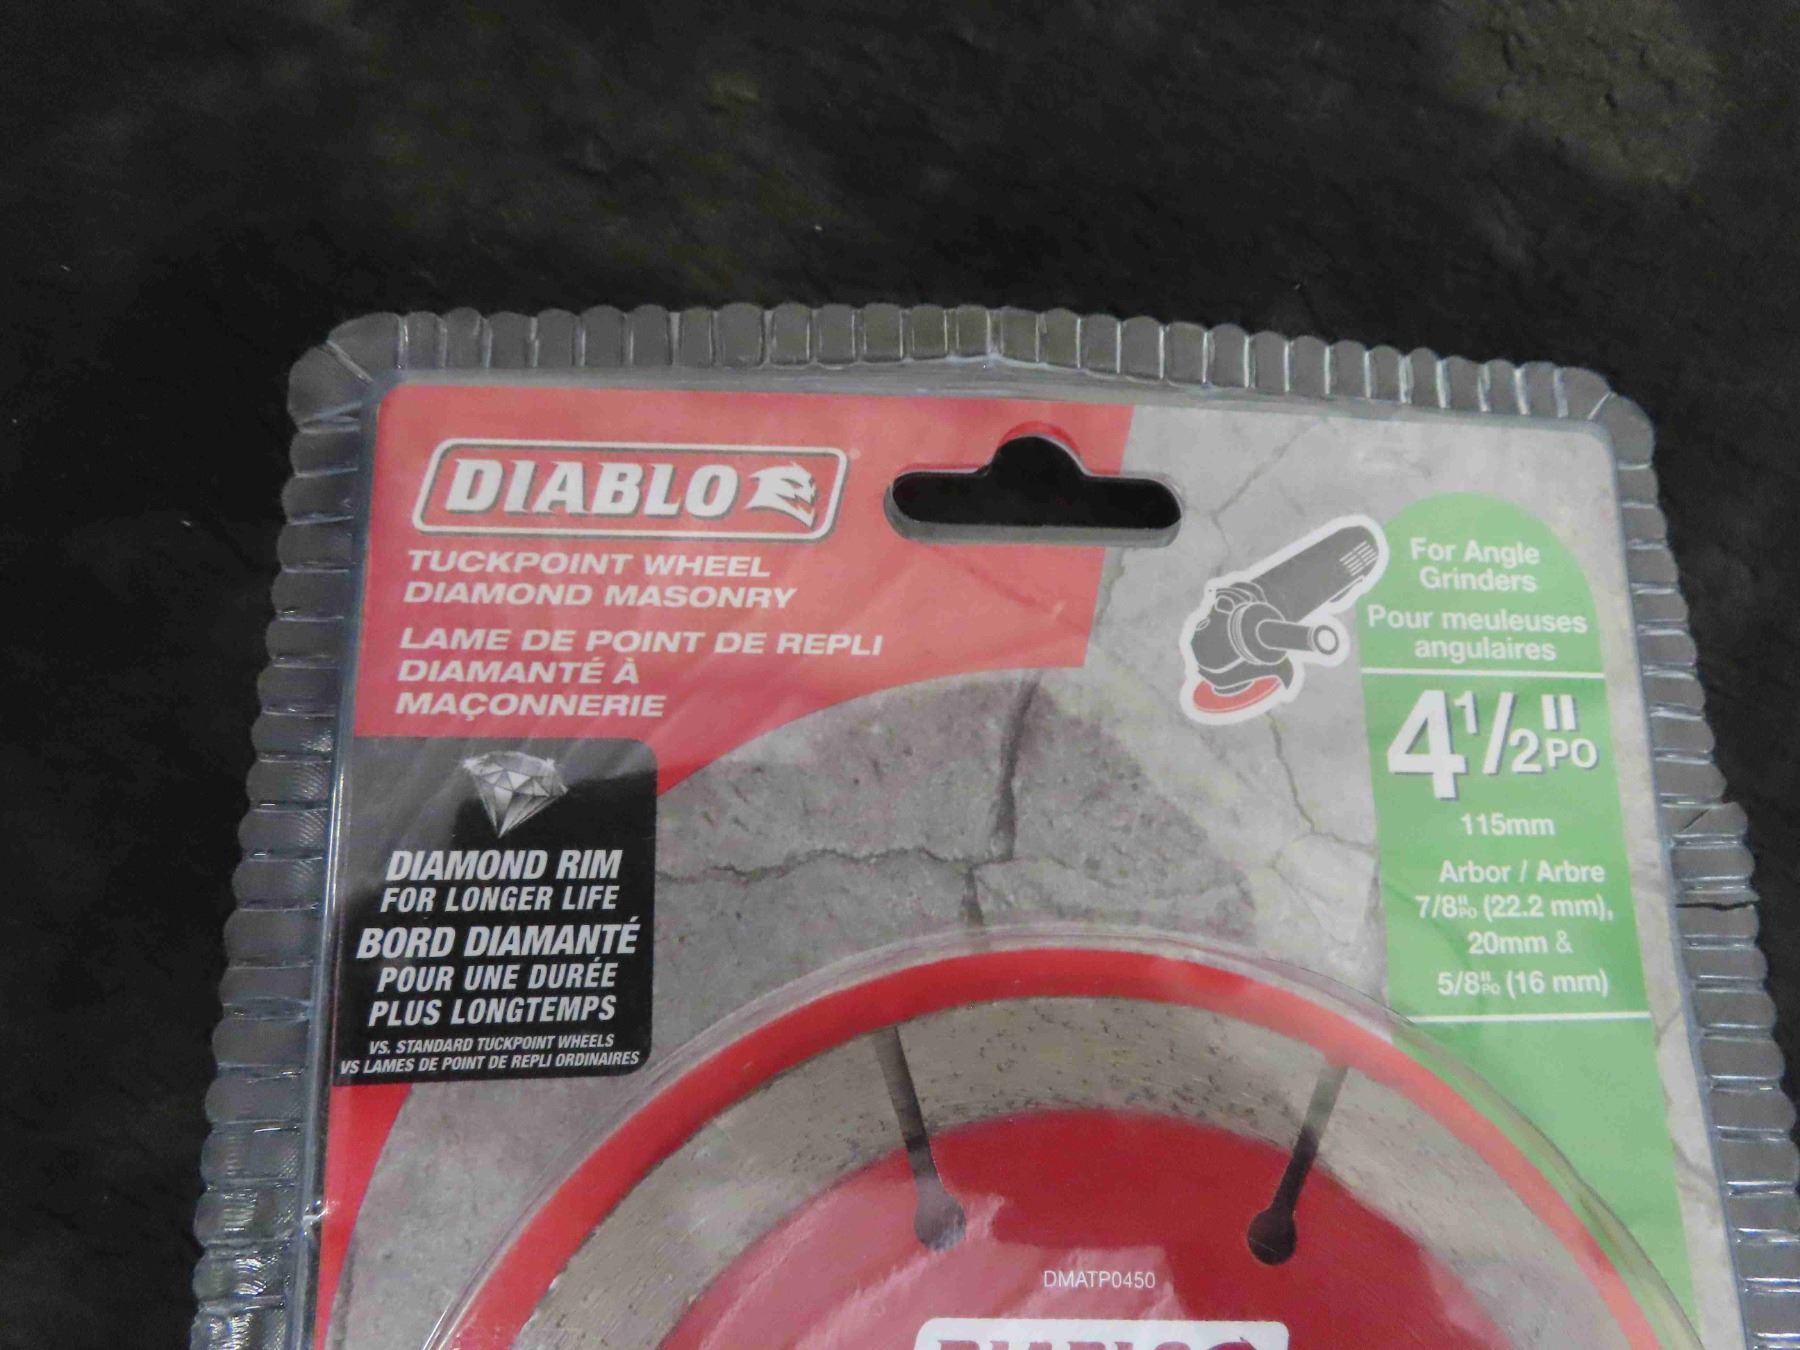 DIABLO
TUCKPOINT WHEEL
DIAMOND MASONRY
LAME DE POINT DE REPLI
DIAMANTÉ À
MAÇONNERIE
DIAMOND RIM
FOR LONGER LIFE
BORD DIAMANTÉ
POUR UNE DURÉE
PLUS LONGTEMPS
VS. STANDARD TUCKPOINT WHEELS
VS LAMES DE POINT DE REPLI ORDINAIRES
For Angle
Grinders
Pour meuleuses
angulaires
4 1/2" PO
115mm
Arbor / Arbre
7/8" PO (22.2 mm),
20mm &
5/8" PO (16 mm)
DMATP0450
DIABLO